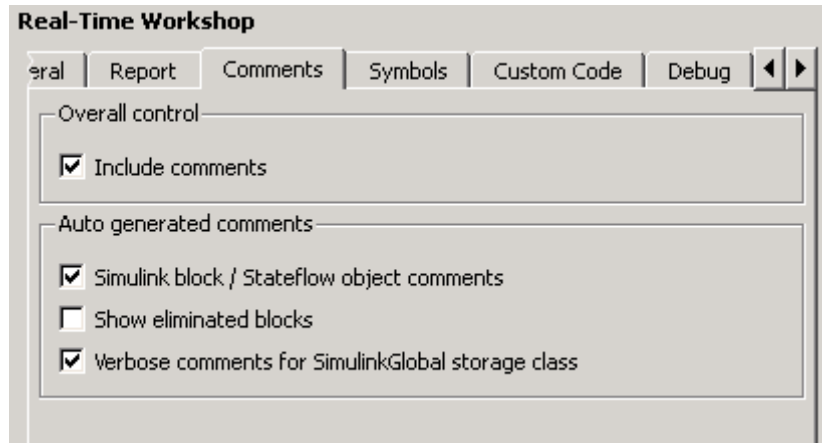 Real-Time Workshop
eral Report Comments Symbols Custom Code Debug
Overall control
Include comments
Auto generated comments
Simulink block / Stateflow object comments
Show eliminated blocks
Verbose comments for SimulinkGlobal storage class